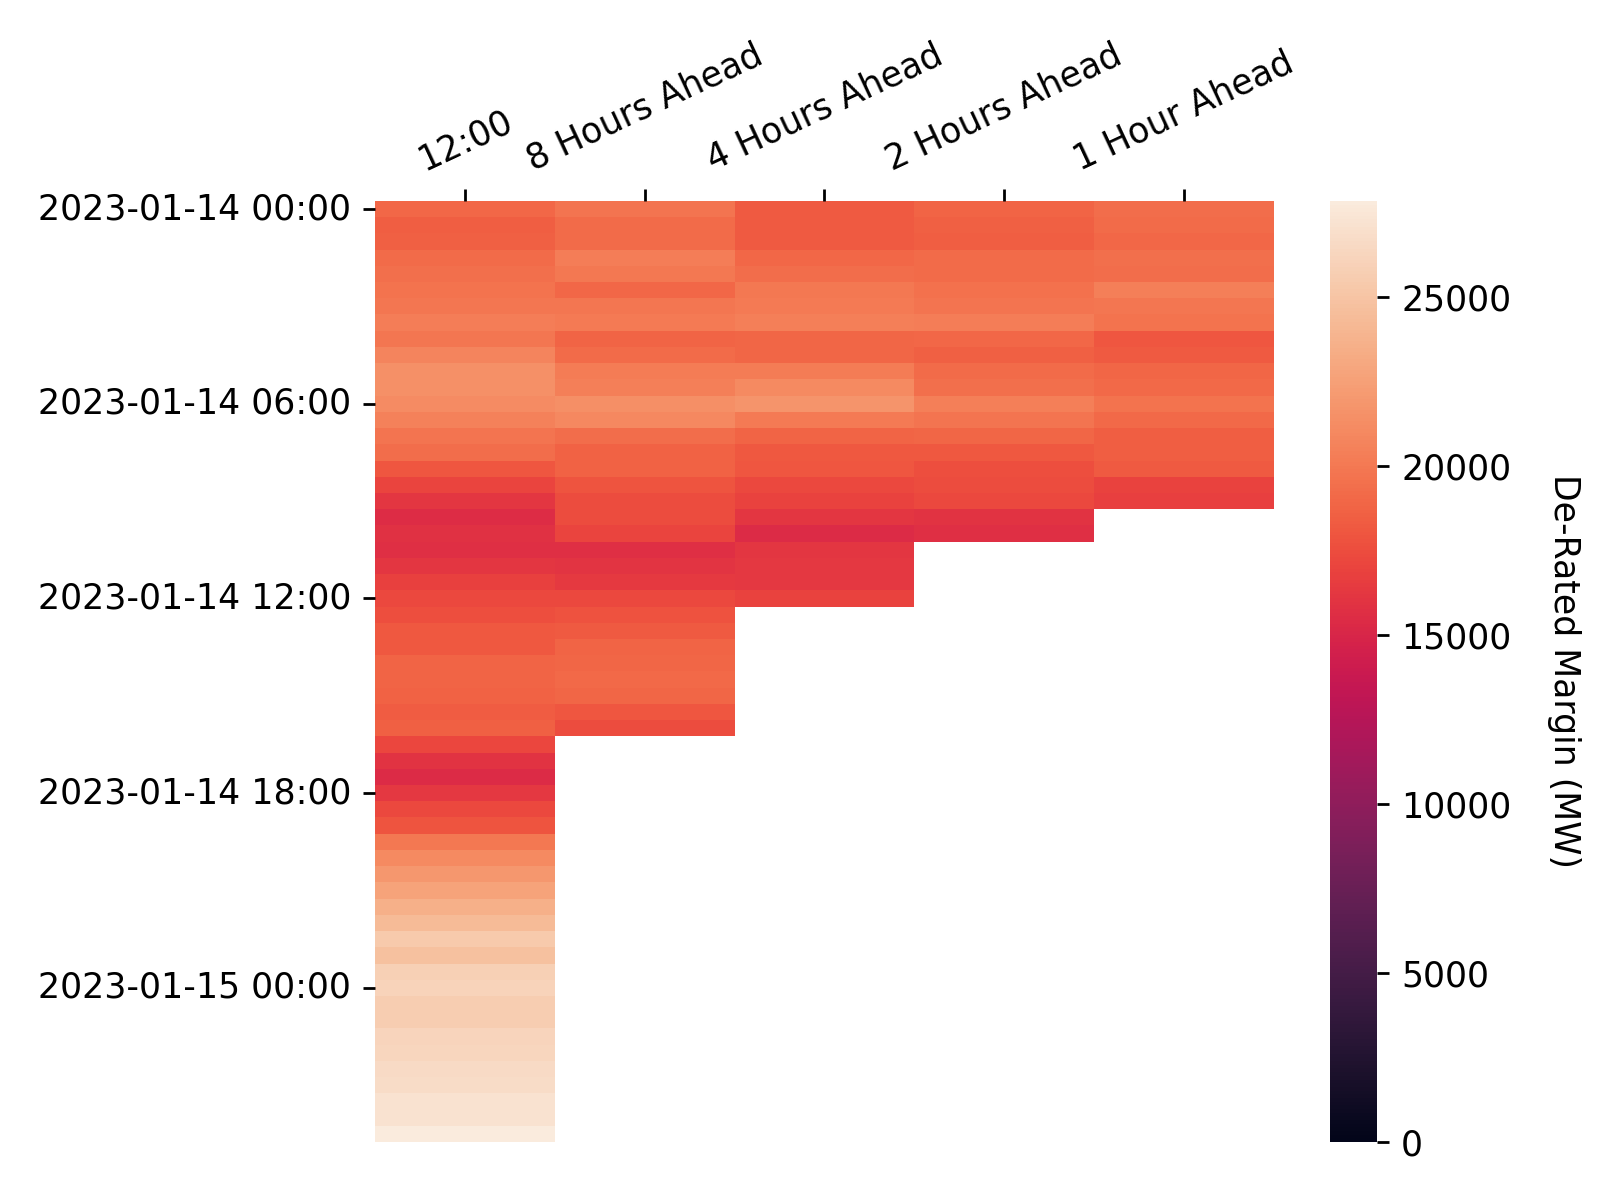 12:00
8 Hours Ahead
4 Hours Ahead
2 Hours Ahead
1 Hour Ahead
2023-01-14 00:00
2023-01-14 06:00
2023-01-14 12:00
2023-01-14 18:00
2023-01-15 00:00
25000
20000
15000
10000
5000
0
De-Rated Margin (MW)